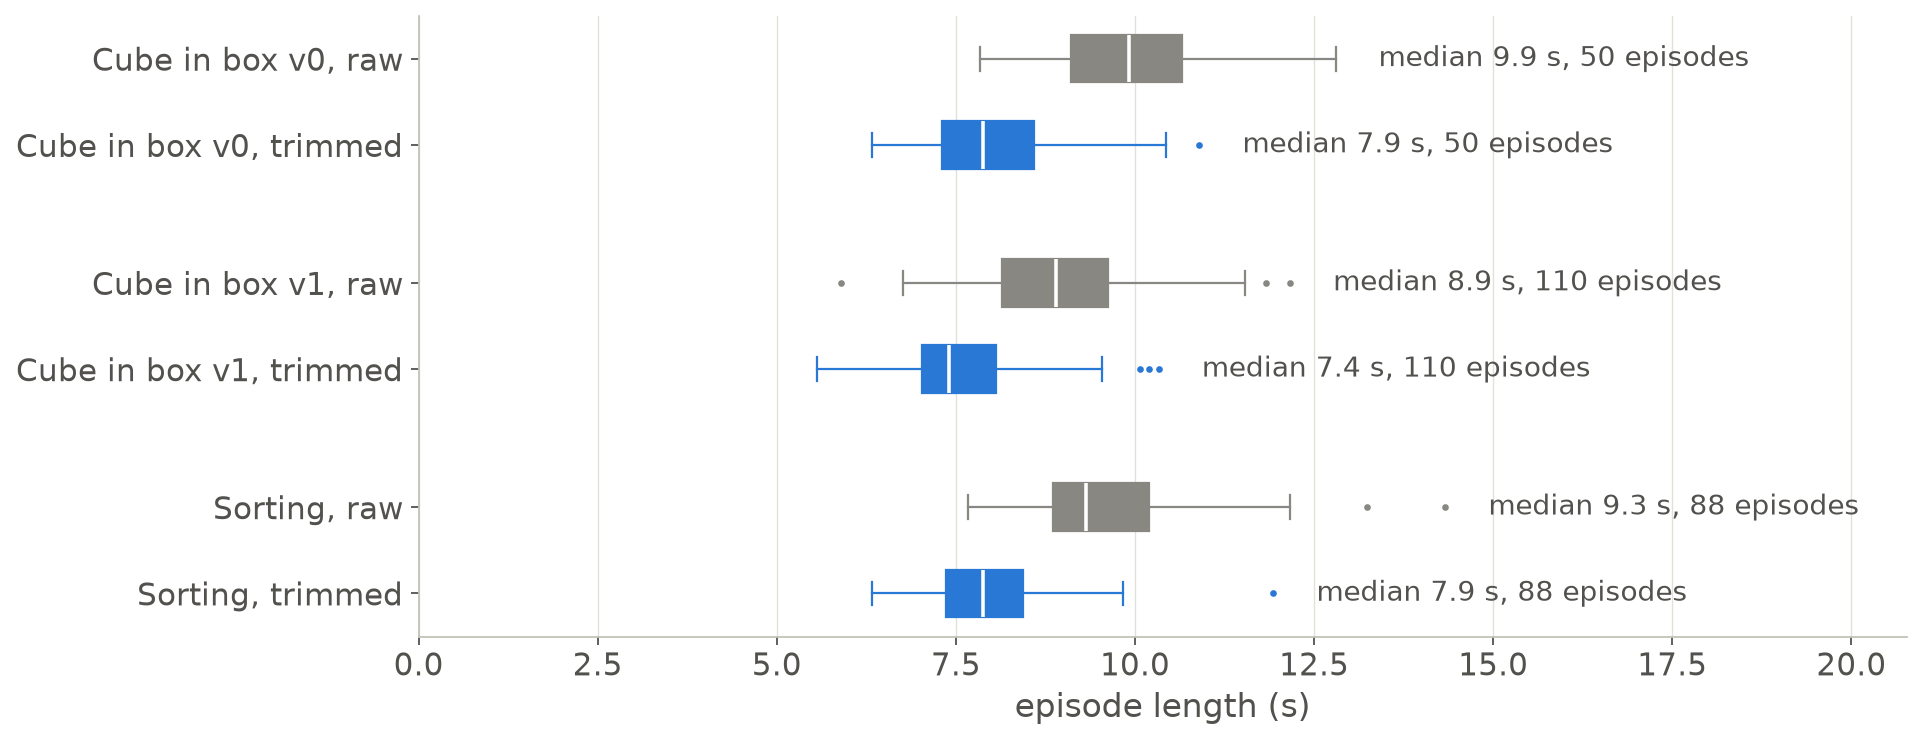 Cube in box v0, raw
median 9.9 s, 50 episodes
Cube in box v0, trimmed
median 7.9 s, 50 episodes
Cube in box v1, raw
median 8.9 s, 110 episodes
Cube in box v1, trimmed
median 7.4 s, 110 episodes
Sorting, raw
median 9.3 s, 88 episodes
Sorting, trimmed
median 7.9 s, 88 episodes
0.0 2.5 5.0 7.5 10.0 12.5 15.0 17.5 20.0
episode length (s)